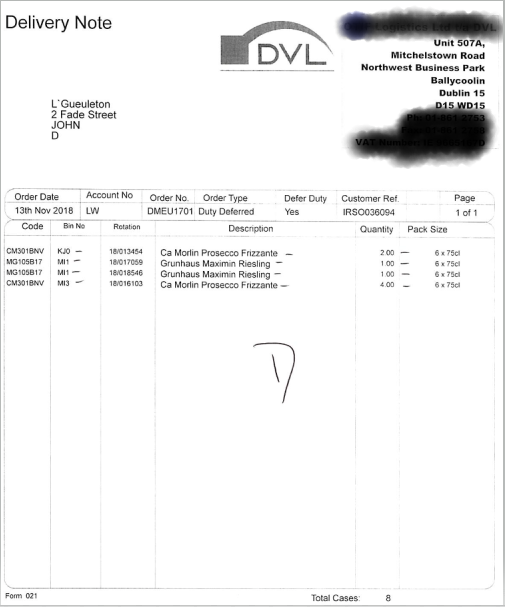 Delivery Note
DVL
Unit 507A,
Mitchelstown Road
Northwest Business Park
Ballycoolin
Dublin 15
D15 WD15
L`Gueuleton
2 Fade Street
JOHN
D
Order Date Account No Order No. Order Type Defer Duty Customer Ref. Page
13th Nov 2018 LW DMEU1701 Duty Deferred Yes IRSO036094 1 of 1
Code Bin No Rotation Description Quantity Pack Size
CM301BNV KJ0 18/013454 Ca Morlin Prosecco Frizzante 2.00 6 x 75cl
MG105B17 MI1 18/017059 Grunhaus Maximin Riesling 1.00 6 x 75cl
MG105B17 MI1 18/018546 Grunhaus Maximin Riesling 1.00 6 x 75cl
CM301BNV MI3 18/016103 Ca Morlin Prosecco Frizzante 4.00 6 x 75cl
D
Form 021 Total Cases: 8